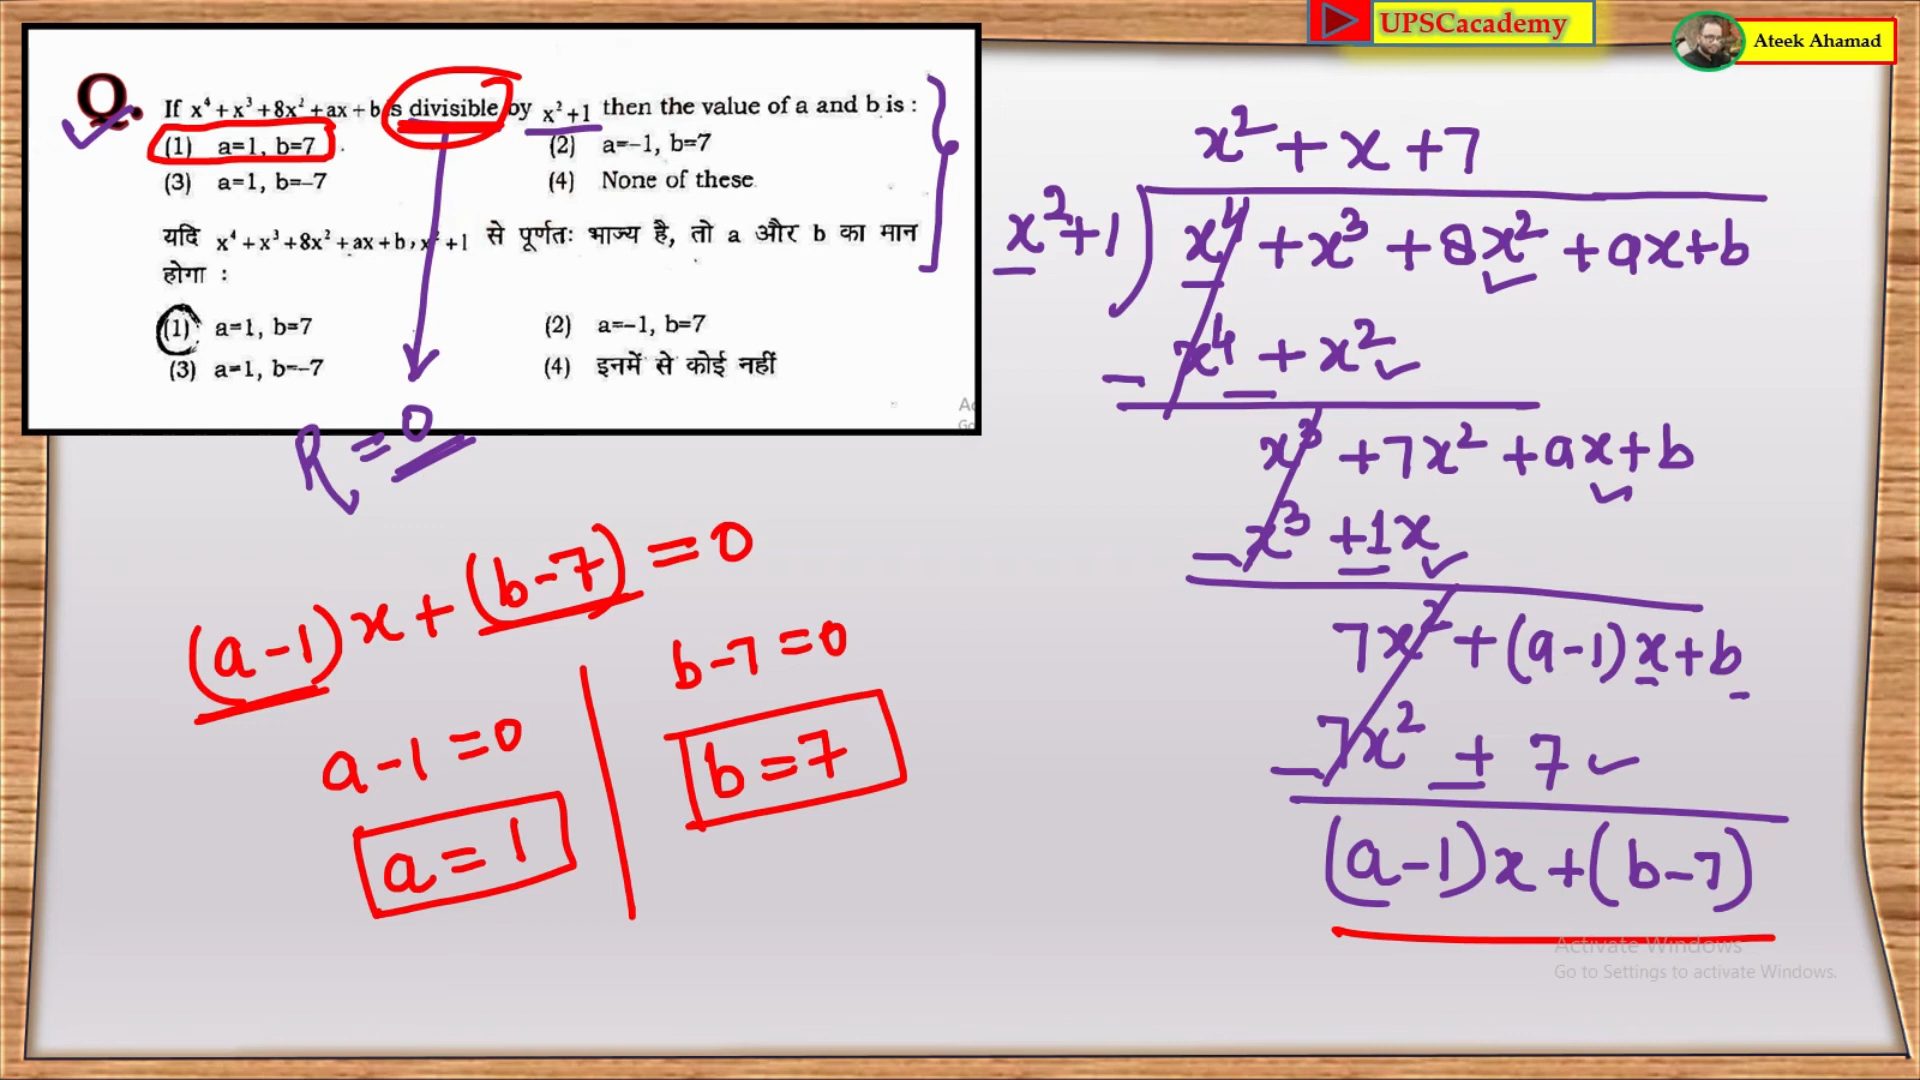 UPSCacademy
Ateek Ahamad
Q. If x⁴+x³+8x²+ax+b is divisible by x²+1 then the value of a and b is :
(1) a=1, b=7 (2) a=-1, b=7
(3) a=1, b=-7 (4) None of these
यदि x⁴+x³+8x²+ax+b, x²+1 से पूर्णतः भाज्य है, तो a और b का मान
होगा :
(1) a=1, b=7 (2) a=-1, b=7
(3) a=1, b=-7 (4) इनमें से कोई नहीं
R = 0
(a-1)x + (b-7) = 0
a-1=0
a=1
b-7=0
b=7
x²+x+7
x²+1 ) x⁴+x³+8x²+ax+b
- x⁴ + x²
x³+7x²+ax+b
- x³ +1x
7x²+(a-1)x+b
- 7x² + 7
(a-1)x+(b-7)
Activate Windows
Go to Settings to activate Windows.